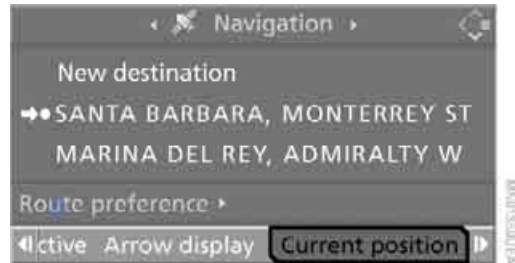 Navigation
New destination
SANTA BARBARA, MONTERREY ST
MARINA DEL REY, ADMIRALTY W
Route preference
ctive Arrow display Current position